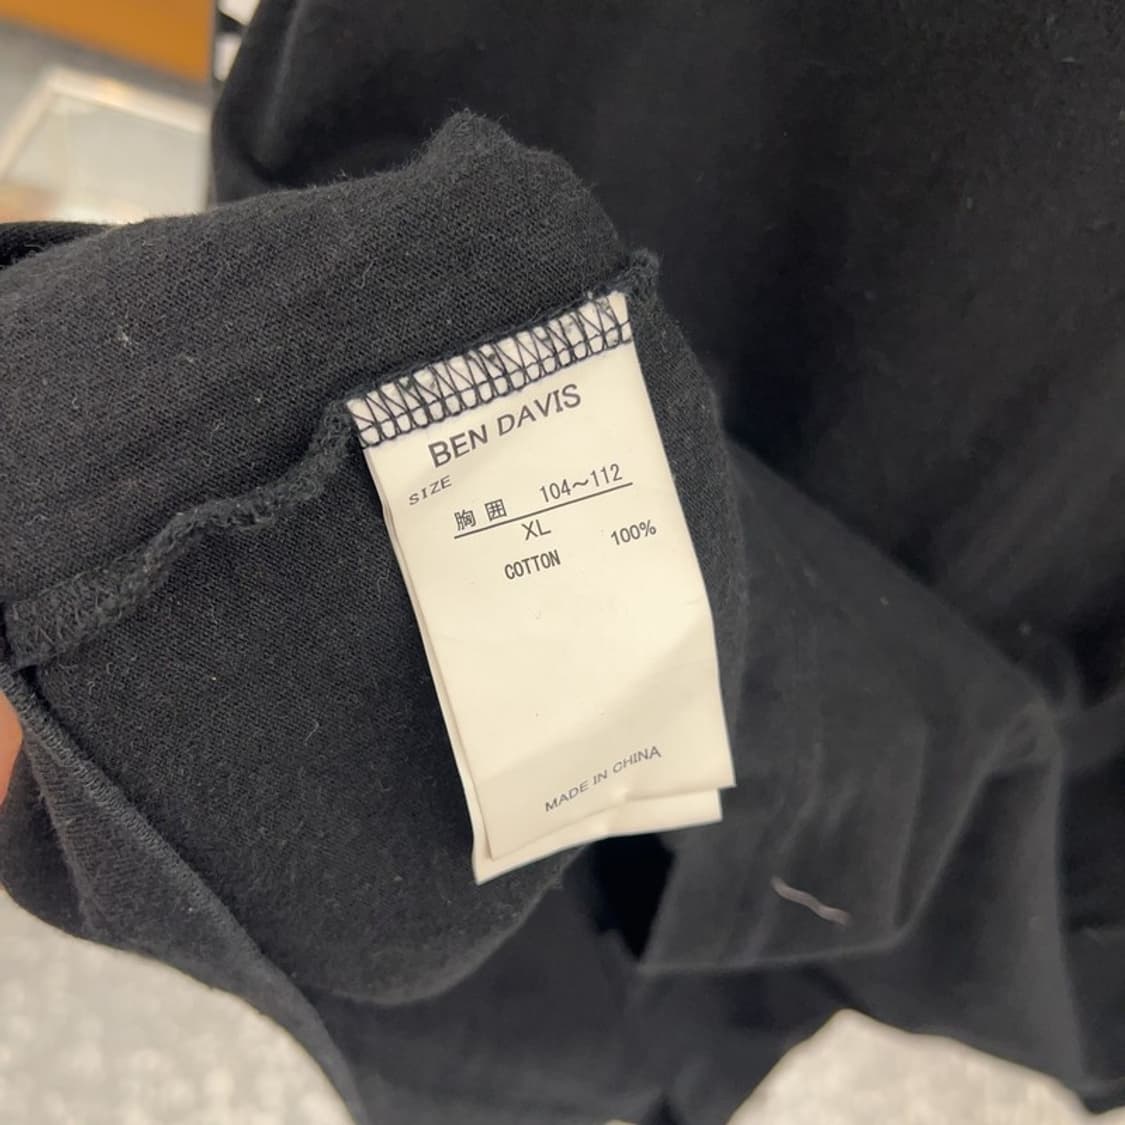 BEN DAVIS
SIZE
胸囲 104～112
XL
COTTON 100%
MADE IN CHINA